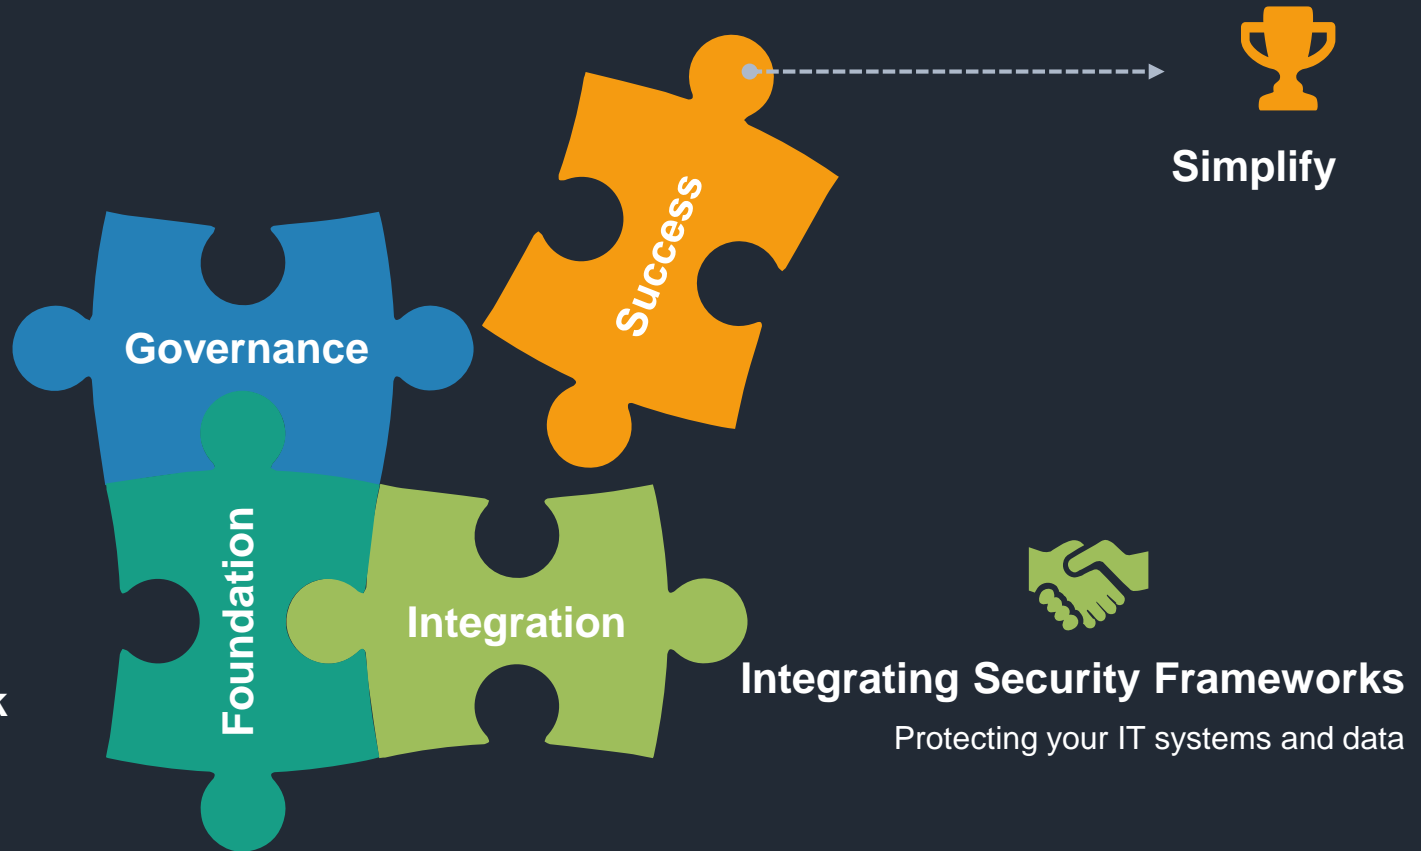 Simplify
Success
Governance
Foundation
Integration
Integrating Security Frameworks
Protecting your IT systems and data